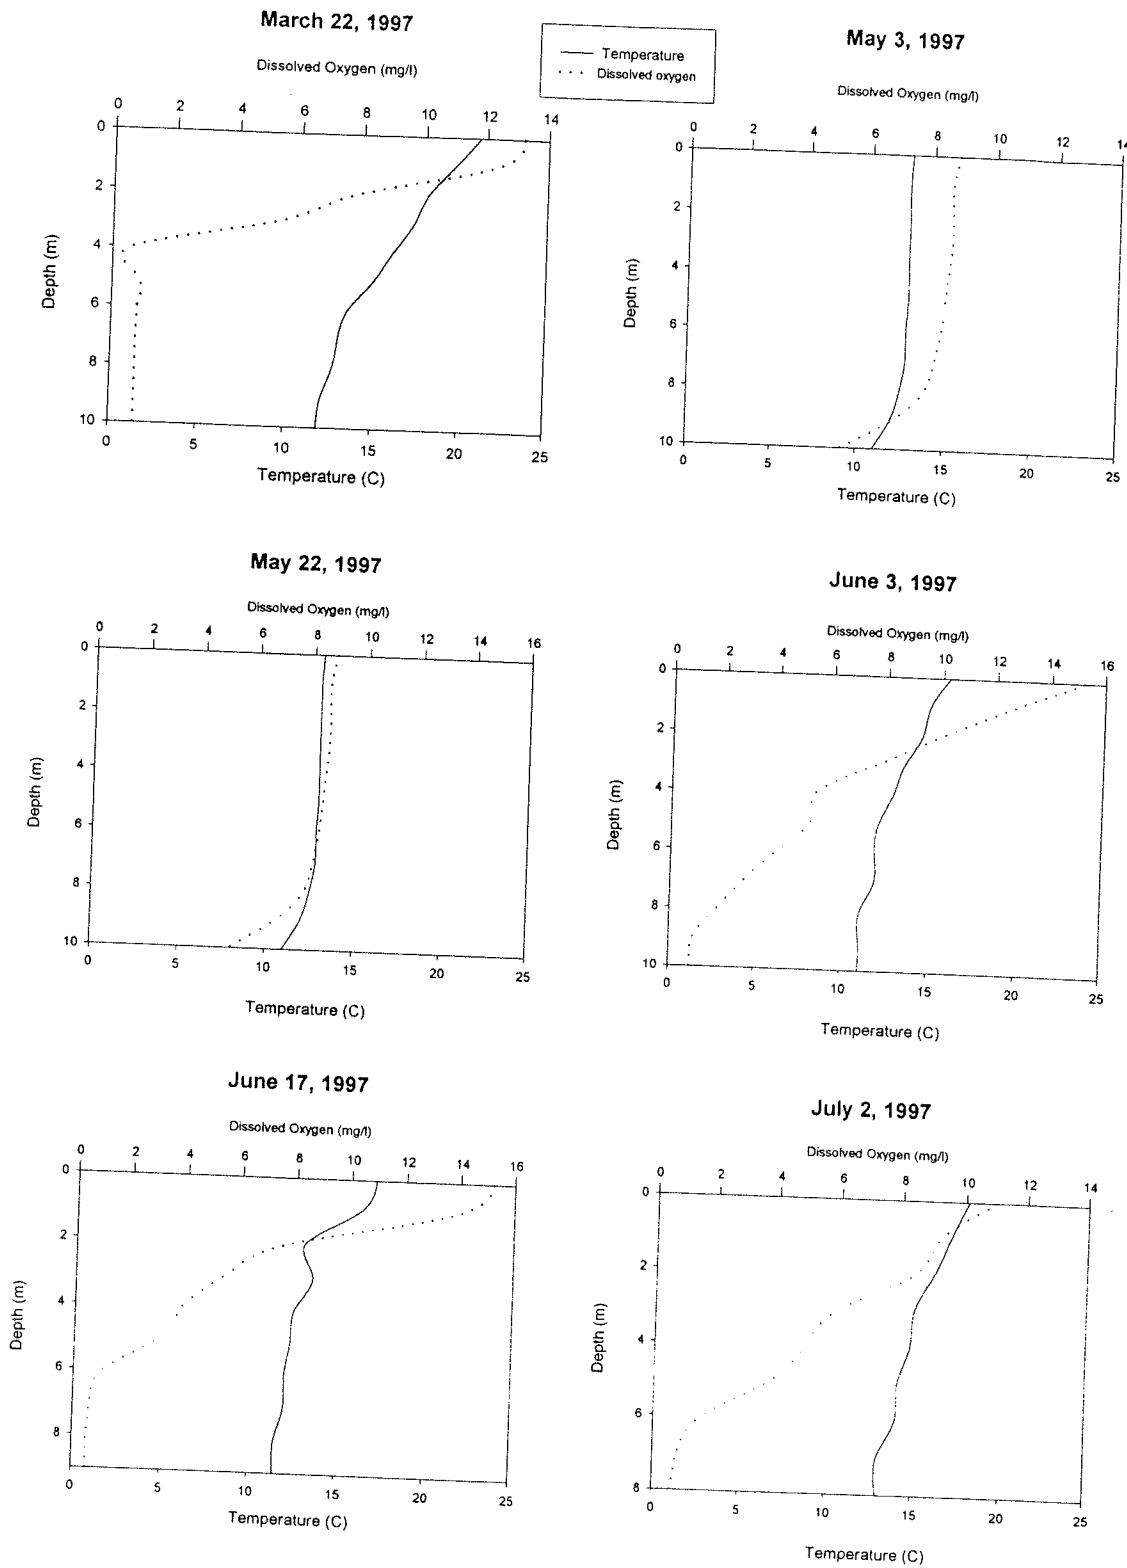 March 22, 1997
Dissolved Oxygen (mg/l)
0 2 4 6 8 10 12 14
0
2
4
6
8
10
Depth (m)
0 5 10 15 20 25
Temperature (C)
Temperature
Dissolved oxygen
May 3, 1997
Dissolved Oxygen (mg/l)
0 2 4 6 8 10 12 14
0
2
4
6
8
10
Depth (m)
0 5 10 15 20 25
Temperature (C)
May 22, 1997
Dissolved Oxygen (mg/l)
0 2 4 6 8 10 12 14 16
0
2
4
6
8
10
Depth (m)
0 5 10 15 20 25
Temperature (C)
June 3, 1997
Dissolved Oxygen (mg/l)
0 2 4 6 8 10 12 14 16
0
2
4
6
8
10
Depth (m)
0 5 10 15 20 25
Temperature (C)
June 17, 1997
Dissolved Oxygen (mg/l)
0 2 4 6 8 10 12 14 16
0
2
4
6
8
Depth (m)
0 5 10 15 20 25
Temperature (C)
July 2, 1997
Dissolved Oxygen (mg/l)
0 2 4 6 8 10 12 14
0
2
4
6
8
Depth (m)
0 5 10 15 20 25
Temperature (C)